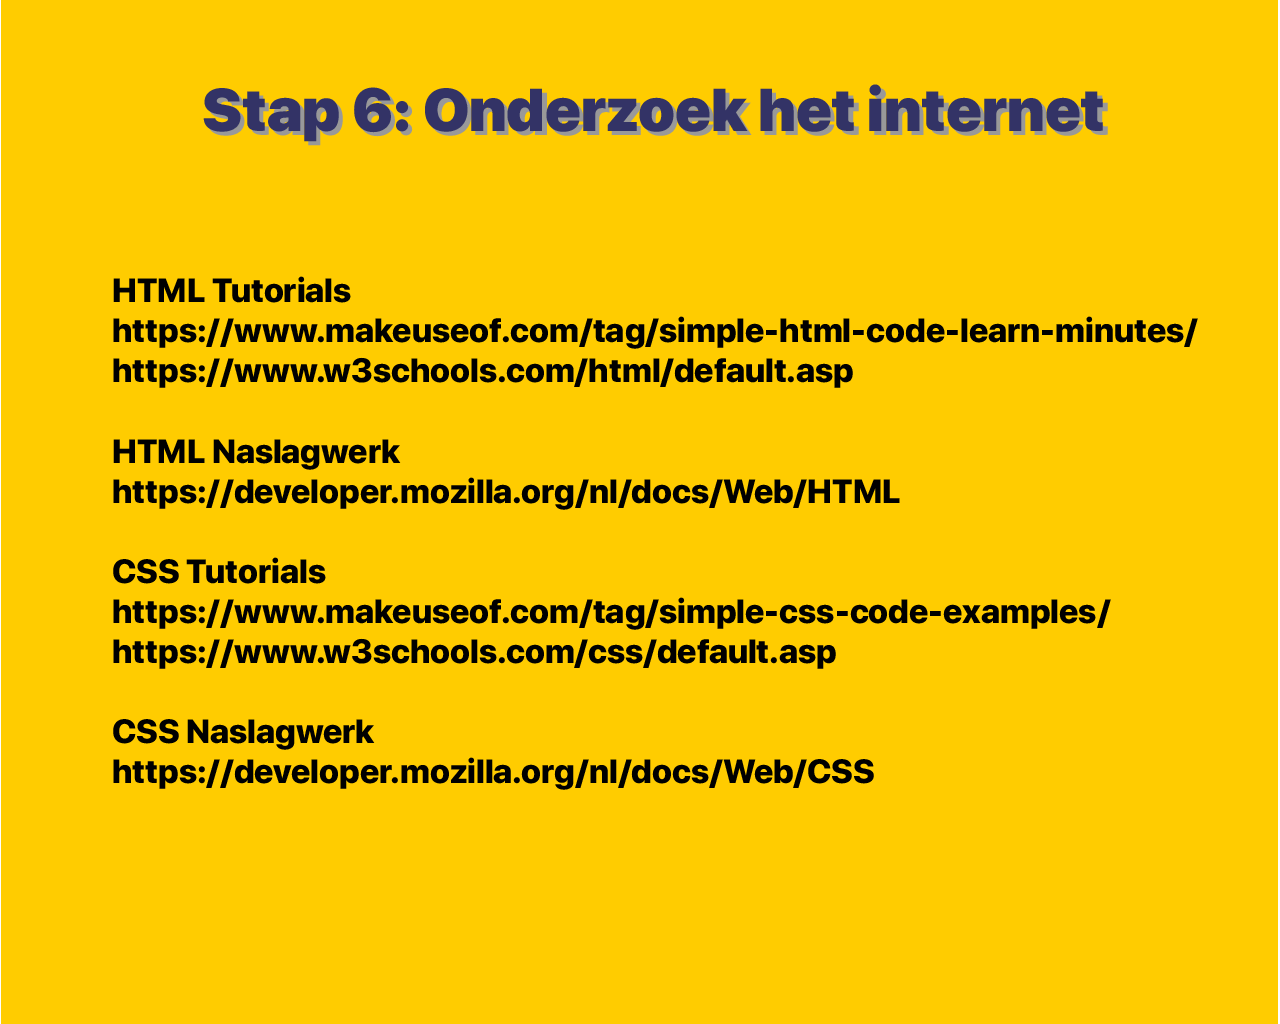 Stap 6: Onderzoek het internet
HTML Tutorials
https://www.makeuseof.com/tag/simple-html-code-learn-minutes/
https://www.w3schools.com/html/default.asp
HTML Naslagwerk
https://developer.mozilla.org/nl/docs/Web/HTML
CSS Tutorials
https://www.makeuseof.com/tag/simple-css-code-examples/
https://www.w3schools.com/css/default.asp
CSS Naslagwerk
https://developer.mozilla.org/nl/docs/Web/CSS